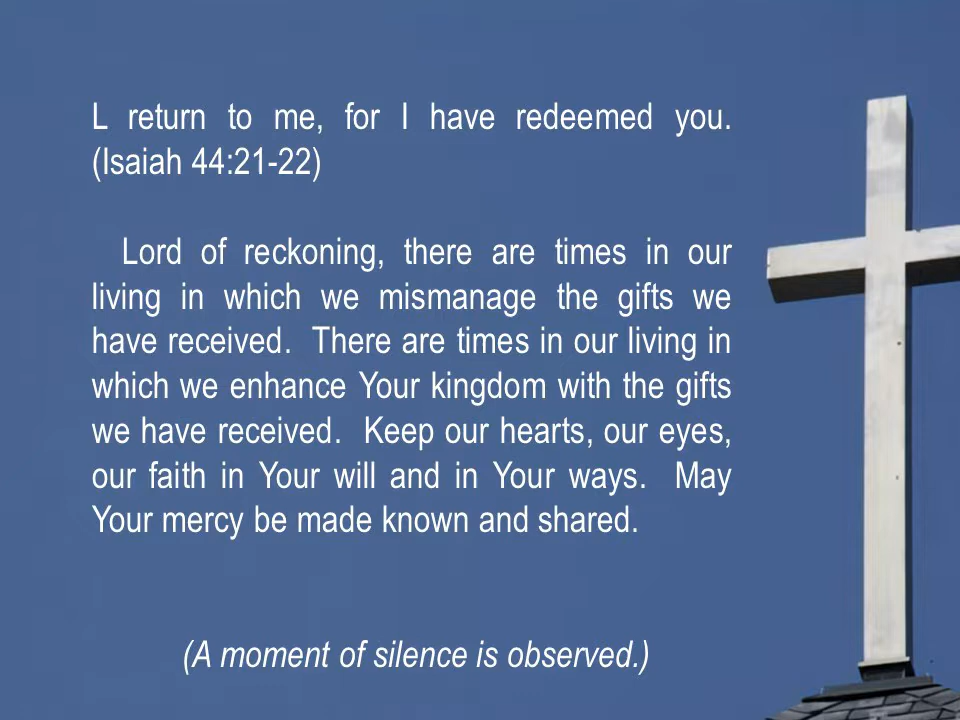 L return to me, for I have redeemed you.
(Isaiah 44:21-22)
Lord of reckoning, there are times in our
living in which we mismanage the gifts we
have received.  There are times in our living in
which we enhance Your kingdom with the gifts
we have received.  Keep our hearts, our eyes,
our faith in Your will and in Your ways.  May
Your mercy be made known and shared.
(A moment of silence is observed.)